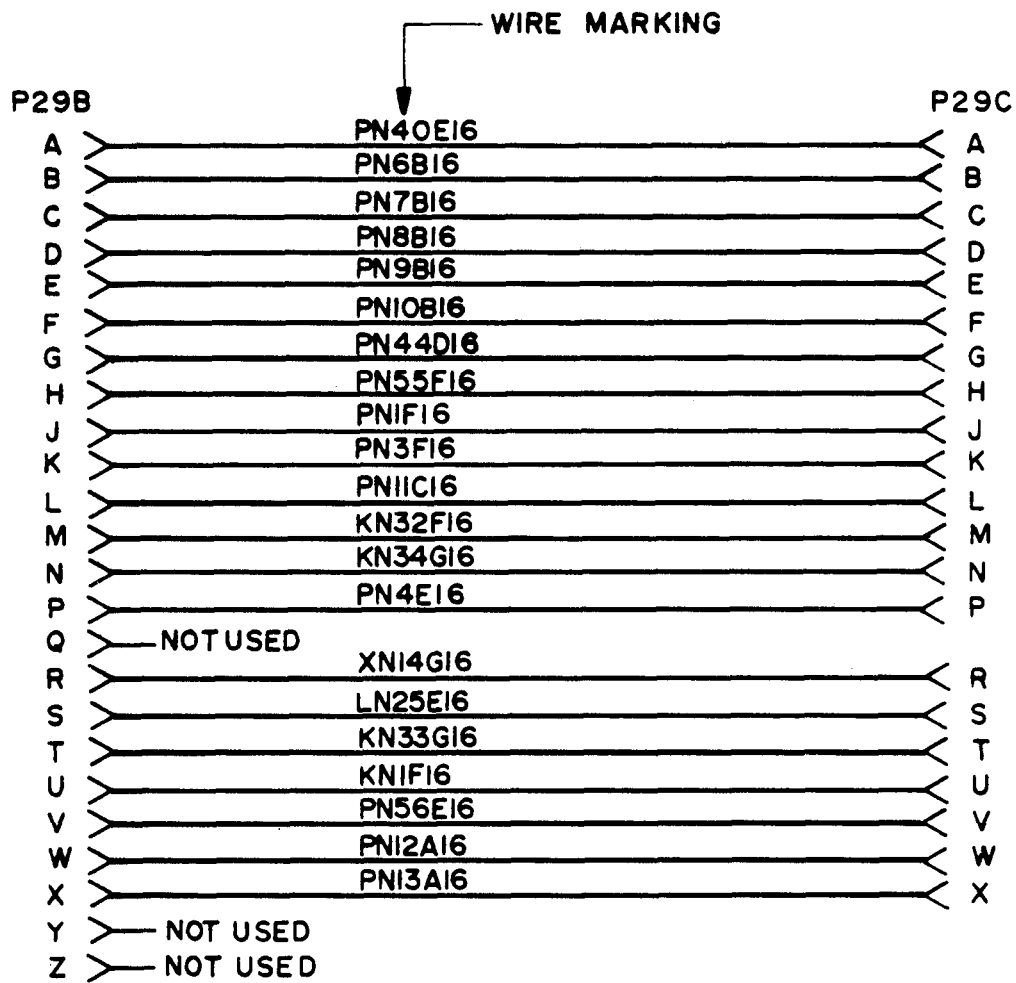 WIRE MARKING
P29B P29C
A PN40E16 A
B PN6B16 B
C PN7B16 C
D PN8B16 D
E PN9B16 E
F PN10B16 F
G PN44D16 G
H PN55F16 H
J PN1F16 J
K PN3F16 K
L PN11C16 L
M KN32F16 M
N KN34G16 N
P PN4E16 P
Q NOT USED
R XN14G16 R
S LN25E16 S
T KN33G16 T
U KN1F16 U
V PN56E16 V
W PN12A16 W
X PN13A16 X
Y NOT USED
Z NOT USED